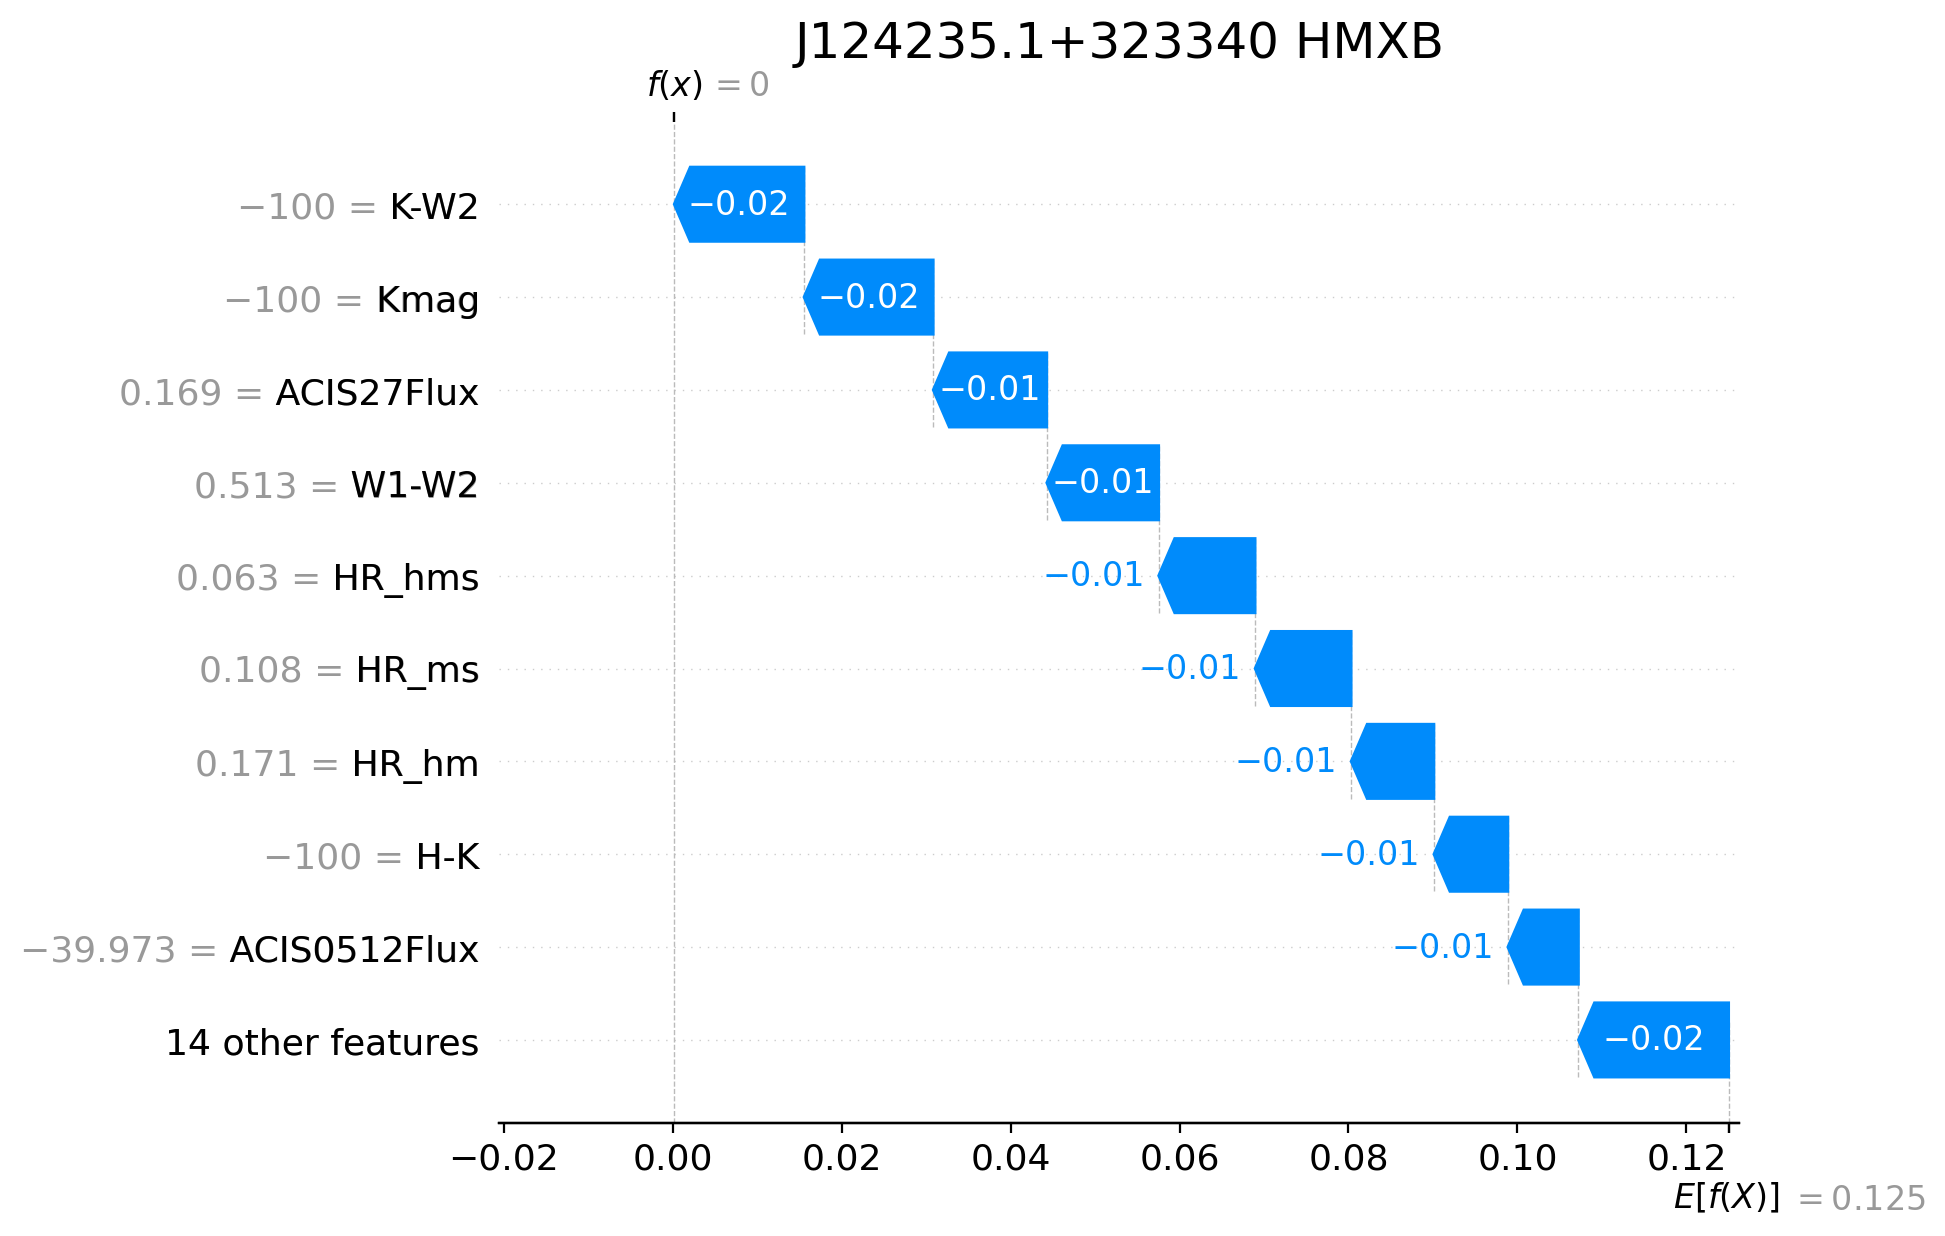 J124235.1+323340 HMXB
f(x) = 0
−100 = K-W2
−0.02
−100 = Kmag
−0.02
0.169 = ACIS27Flux
−0.01
0.513 = W1-W2
−0.01
0.063 = HR_hms
−0.01
0.108 = HR_ms
−0.01
0.171 = HR_hm
−0.01
−100 = H-K
−0.01
−39.973 = ACIS0512Flux
−0.01
14 other features
−0.02
−0.02 0.00 0.02 0.04 0.06 0.08 0.10 0.12
E[f(X)] = 0.125